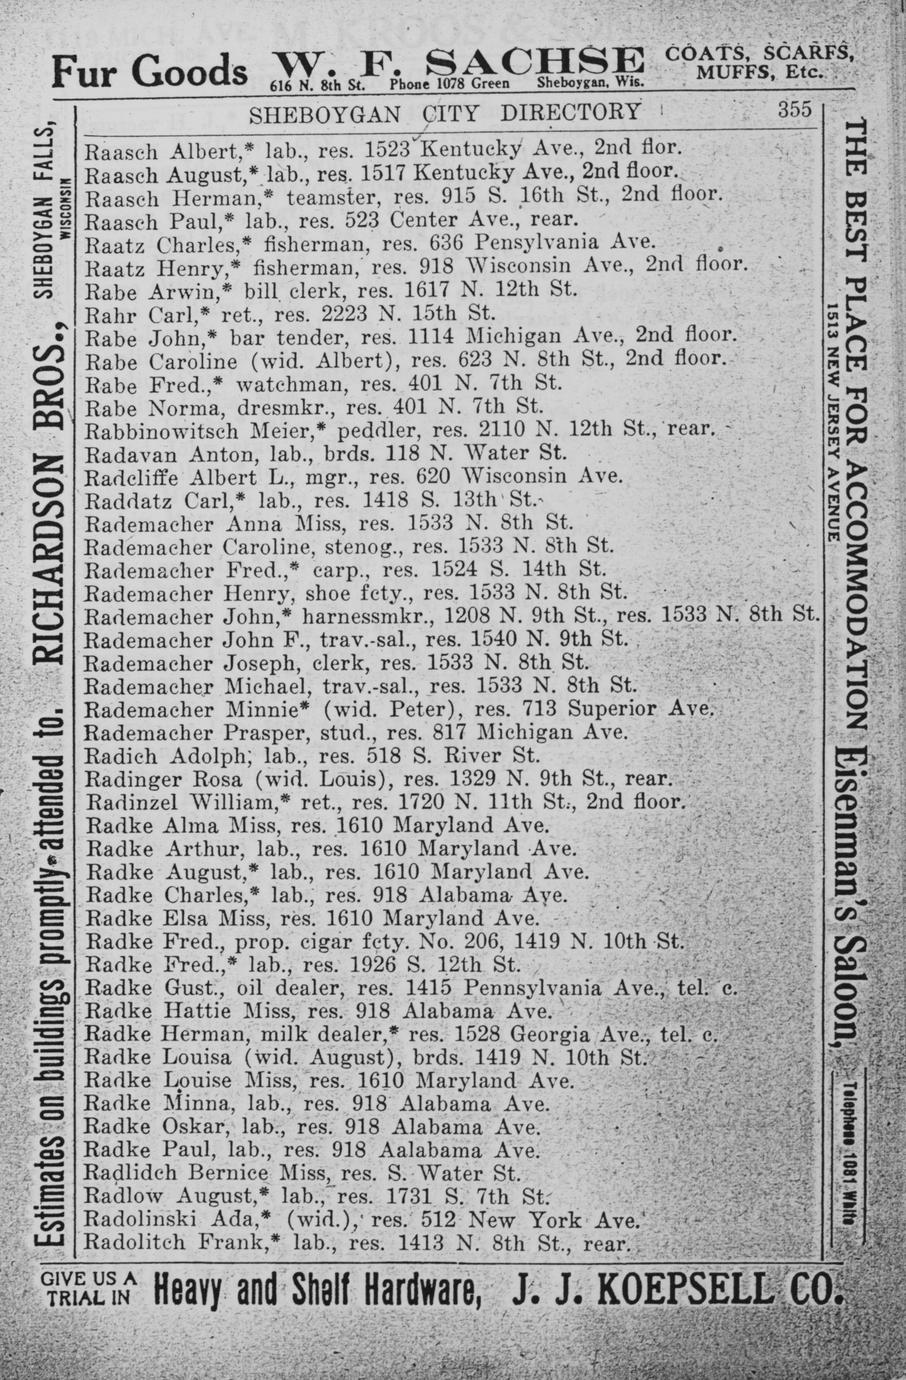 Fur Goods W. F. SACHSE COATS, SCARFS,
MUFFS, Etc.
616 N. 8th St. Phone 1078 Green Sheboygan, Wis.
SHEBOYGAN CITY DIRECTORY 355
Raasch Albert,* lab., res. 1523 Kentucky Ave., 2nd flor.
Raasch August,* lab., res. 1517 Kentucky Ave., 2nd floor.
Raasch Herman,* teamster, res. 915 S. 16th St., 2nd floor.
Raasch Paul,* lab., res. 523 Center Ave., rear.
Raatz Charles,* fisherman, res. 636 Pensylvania Ave.
Raatz Henry,* fisherman, res. 918 Wisconsin Ave., 2nd floor.
Rabe Arwin,* bill clerk, res. 1617 N. 12th St.
Rahr Carl,* ret., res. 2223 N. 15th St.
Rabe John,* bar tender, res. 1114 Michigan Ave., 2nd floor.
Rabe Caroline (wid. Albert), res. 623 N. 8th St., 2nd floor.
Rabe Fred.,* watchman, res. 401 N. 7th St.
Rabe Norma, dresmkr., res. 401 N. 7th St.
Rabbinowitsch Meier,* peddler, res. 2110 N. 12th St., rear.
Radavan Anton, lab., brds. 118 N. Water St.
Radcliffe Albert L., mgr., res. 620 Wisconsin Ave.
Raddatz Carl,* lab., res. 1418 S. 13th St.
Rademacher Anna Miss, res. 1533 N. 8th St.
Rademacher Caroline, stenog., res. 1533 N. 8th St.
Rademacher Fred.,* carp., res. 1524 S. 14th St.
Rademacher Henry, shoe fcty., res. 1533 N. 8th St.
Rademacher John,* harnessmkr., 1208 N. 9th St., res. 1533 N. 8th St.
Rademacher John F., trav.-sal., res. 1540 N. 9th St.
Rademacher Joseph, clerk, res. 1533 N. 8th St.
Rademacher Michael, trav.-sal., res. 1533 N. 8th St.
Rademacher Minnie* (wid. Peter), res. 713 Superior Ave.
Rademacher Prasper, stud., res. 817 Michigan Ave.
Radich Adolph, lab., res. 518 S. River St.
Radinger Rosa (wid. Louis), res. 1329 N. 9th St., rear.
Radinzel William,* ret., res. 1720 N. 11th St., 2nd floor.
Radke Alma Miss, res. 1610 Maryland Ave.
Radke Arthur, lab., res. 1610 Maryland Ave.
Radke August,* lab., res. 1610 Maryland Ave.
Radke Charles,* lab., res. 918 Alabama Ave.
Radke Elsa Miss, res. 1610 Maryland Ave.
Radke Fred., prop. cigar fcty. No. 206, 1419 N. 10th St.
Radke Fred.,* lab., res. 1926 S. 12th St.
Radke Gust., oil dealer, res. 1415 Pennsylvania Ave., tel. c.
Radke Hattie Miss, res. 918 Alabama Ave.
Radke Herman, milk dealer,* res. 1528 Georgia Ave., tel. c.
Radke Louisa (wid. August), brds. 1419 N. 10th St.
Radke Louise Miss, res. 1610 Maryland Ave.
Radke Minna, lab., res. 918 Alabama Ave.
Radke Oskar, lab., res. 918 Alabama Ave.
Radke Paul, lab., res. 918 Aalabama Ave.
Radlidch Bernice Miss, res. S. Water St.
Radlow August,* lab., res. 1731 S. 7th St.
Radolinski Ada,* (wid.), res. 512 New York Ave.
Radolitch Frank,* lab., res. 1413 N. 8th St., rear.
Estimates on buildings promptly attended to. RICHARDSON BROS., SHEBOYGAN FALLS,
WISCONSIN
THE BEST PLACE FOR ACCOMMODATION Eisenman's Saloon,
1513 NEW JERSEY AVENUE
Telephone 1081 White
GIVE US A
TRIAL IN Heavy and Shelf Hardware, J. J. KOEPSELL CO.